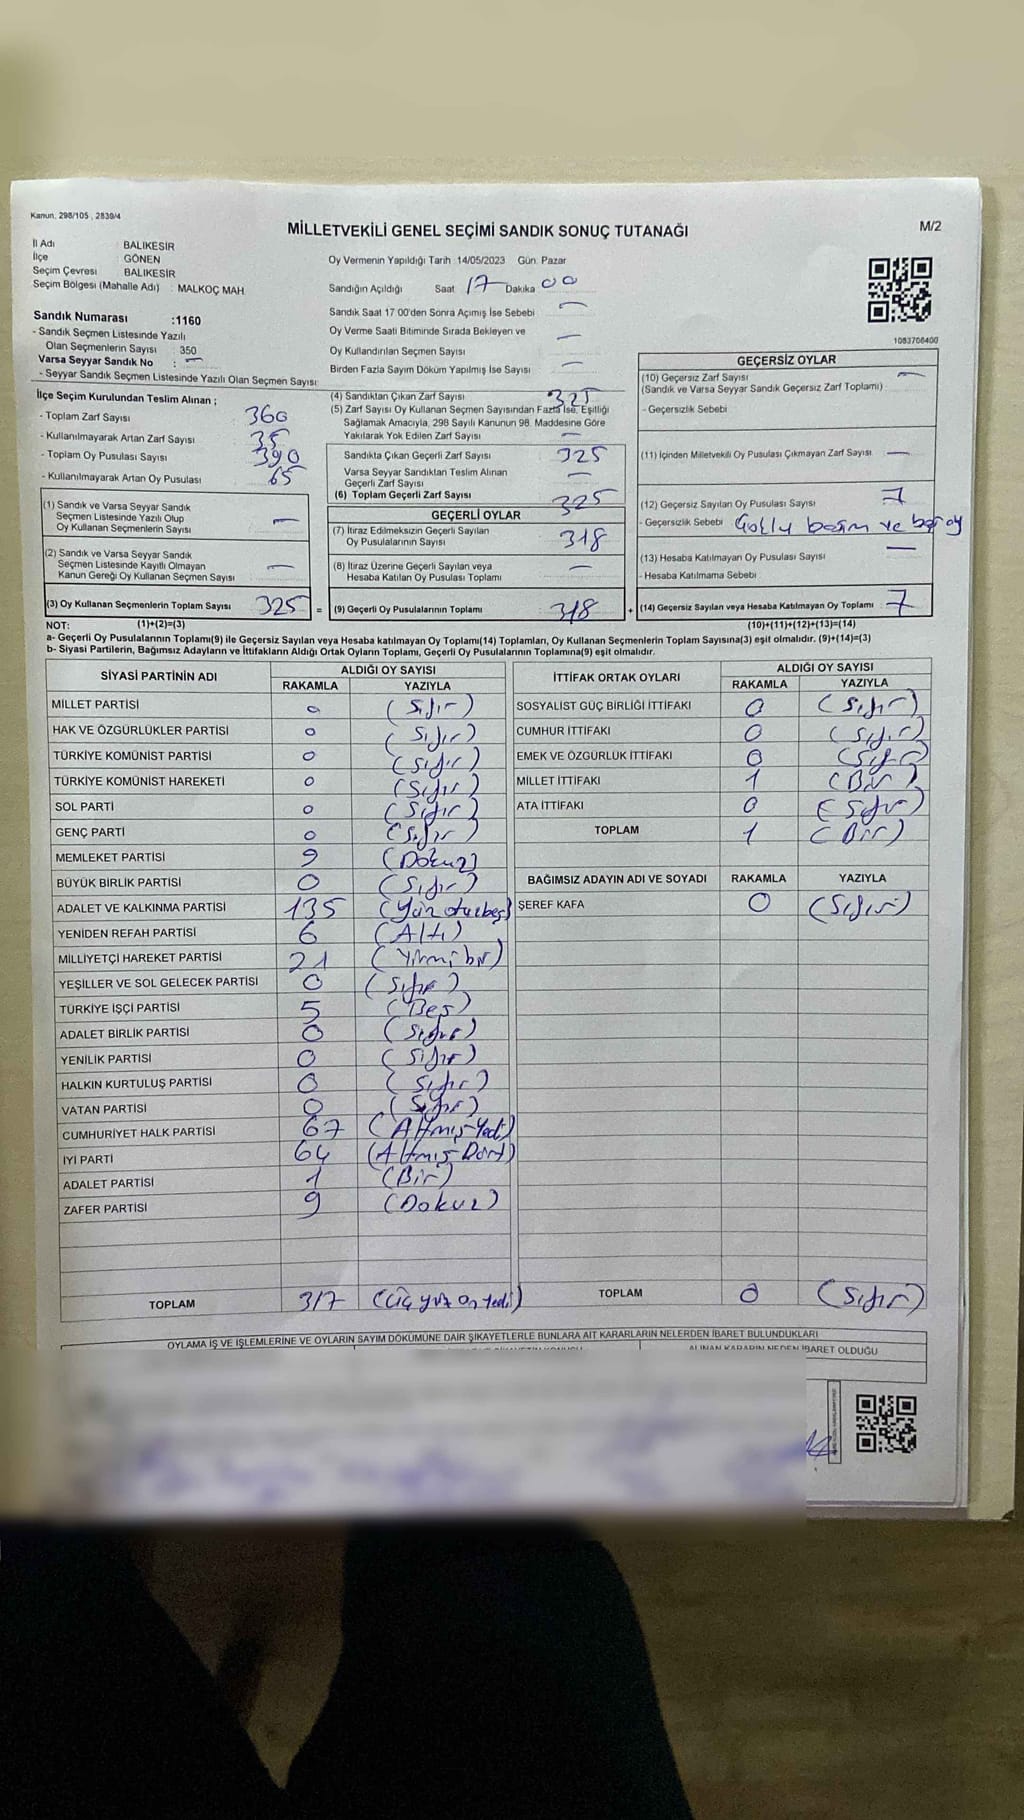 Kanun, 298/105 , 2839/4
MİLLETVEKİLİ GENEL SEÇİMİ SANDIK SONUÇ TUTANAĞI
M/2
İl Adı : BALIKESİR
İlçe : GÖNEN
Seçim Çevresi : BALIKESİR
Seçim Bölgesi (Mahalle Adı) : MALKOÇ MAH.
Sandık Numarası :1160
- Sandık Seçmen Listesinde Yazılı
Olan Seçmenlerin Sayısı : 350
Varsa Seyyar Sandık No : —
- Seyyar Sandık Seçmen Listesinde Yazılı Olan Seçmen Sayısı:
Oy Vermenin Yapıldığı Tarih 14/05/2023 Gün: Pazar
Sandığın Açıldığı Saat 17 Dakika 00
Sandık Saat 17 00'den Sonra Açımış İse Sebebi —
Oy Verme Saati Bitiminde Sırada Bekleyen ve
Oy Kullandırılan Seçmen Sayısı —
Birden Fazla Sayım Döküm Yapılmış İse Sayısı —
1083706400
İlçe Seçim Kurulundan Teslim Alınan ;
- Toplam Zarf Sayısı 360
- Kullanılmayarak Artan Zarf Sayısı 35
- Toplam Oy Pusulası Sayısı 390
- Kullanılmayarak Artan Oy Pusulası 65
(1) Sandık ve Varsa Seyyar Sandık
Seçmen Listesinde Yazılı Olup
Oy Kullanan Seçmenlerin Sayısı —
(2) Sandık ve Varsa Seyyar Sandık
Seçmen Listesinde Kayıtlı Olmayan
Kanun Gereği Oy Kullanan Seçmen Sayısı —
(3) Oy Kullanan Seçmenlerin Toplam Sayısı 325 =
(4) Sandıktan Çıkan Zarf Sayısı 325
(5) Zarf Sayısı Oy Kullanan Seçmen Sayısından Fazla İse, Eşitliği
Sağlamak Amacıyla, 298 Sayılı Kanunun 98. Maddesine Göre
Yakılarak Yok Edilen Zarf Sayısı —
Sandıkta Çıkan Geçerli Zarf Sayısı 325
Varsa Seyyar Sandıktan Teslim Alınan
Geçerli Zarf Sayısı —
(6) Toplam Geçerli Zarf Sayısı 325
GEÇERLİ OYLAR
(7) İtiraz Edilmeksizin Geçerli Sayılan
Oy Pusulalarının Sayısı 318
(8) İtiraz Üzerine Geçerli Sayılan veya
Hesaba Katılan Oy Pusulası Toplamı —
(9) Geçerli Oy Pusulalarının Toplamı 318 +
GEÇERSİZ OYLAR
(10) Geçersiz Zarf Sayısı —
(Sandık ve Varsa Seyyar Sandık Geçersiz Zarf Toplamı)
- Geçersizlik Sebebi
(11) İçinden Milletvekili Oy Pusulası Çıkmayan Zarf Sayısı —
(12) Geçersiz Sayılan Oy Pusulası Sayısı 7
- Geçersizlik Sebebi ve
(13) Hesaba Katılmayan Oy Pusulası Sayısı —
- Hesaba Katılmama Sebebi
(14) Geçersiz Sayılan veya Hesaba Katılmayan Oy Toplamı : 7
NOT: (1)+(2)=(3) (10)+(11)+(12)+(13)=(14)
a- Geçerli Oy Pusulalarının Toplamı(9) ile Geçersiz Sayılan veya Hesaba katılmayan Oy Toplamı(14) Toplamları, Oy Kullanan Seçmenlerin Toplam Sayısına(3) eşit olmalıdır. (9)+(14)=(3)
b- Siyasi Partilerin, Bağımsız Adayların ve İttifakların Aldığı Ortak Oyların Toplamı, Geçerli Oy Pusulalarının Toplamına(9) eşit olmalıdır.
SİYASİ PARTİNİN ADI ALDIĞI OY SAYISI
RAKAMLA YAZIYLA
MİLLET PARTİSİ 0 (Sıfır)
HAK VE ÖZGÜRLÜKLER PARTİSİ 0 (Sıfır)
TÜRKİYE KOMÜNİST PARTİSİ 0 (Sıfır)
TÜRKİYE KOMÜNİST HAREKETİ 0 (Sıfır)
SOL PARTİ 0 (Sıfır)
GENÇ PARTİ 0 (Sıfır)
MEMLEKET PARTİSİ 9 (Dokuz)
BÜYÜK BİRLİK PARTİSİ 0 (Sıfır)
ADALET VE KALKINMA PARTİSİ 135 (Yüz otuzbeş)
YENİDEN REFAH PARTİSİ 6 (Altı)
MİLLİYETÇİ HAREKET PARTİSİ 21 (Yirmi bir)
YEŞİLLER VE SOL GELECEK PARTİSİ 0 (Sıfır)
TÜRKİYE İŞÇİ PARTİSİ 5 (Beş)
ADALET BİRLİK PARTİSİ 0 (Sıfır)
YENİLİK PARTİSİ 0 (Sıfır)
HALKIN KURTULUŞ PARTİSİ 0 (Sıfır)
VATAN PARTİSİ 0 (Sıfır)
CUMHURİYET HALK PARTİSİ 67 (Altmış Yedi)
İYİ PARTİ 64 (Altmış Dört)
ADALET PARTİSİ 1 (Bir)
ZAFER PARTİSİ 9 (Dokuz)
TOPLAM 317 (Üç yüz On Yedi)
İTTİFAK ORTAK OYLARI ALDIĞI OY SAYISI
RAKAMLA YAZIYLA
SOSYALİST GÜÇ BİRLİĞİ İTTİFAKI 0 (Sıfır)
CUMHUR İTTİFAKI 0 (Sıfır)
EMEK VE ÖZGÜRLÜK İTTİFAKI 0 (Sıfır)
MİLLET İTTİFAKI 1 (Bir)
ATA İTTİFAKI 0 (Sıfır)
TOPLAM 1 (Bir)
BAĞIMSIZ ADAYIN ADI VE SOYADI RAKAMLA YAZIYLA
ŞEREF KAFA 0 (Sıfır)
TOPLAM 0 (Sıfır)
OYLAMA İŞ VE İŞLEMLERİNE VE OYLARIN SAYIM DÖKÜMÜNE DAİR ŞİKAYETLERLE BUNLARA AİT KARARLARIN NELERDEN İBARET BULUNDUKLARI
ALINAN KARARIN NEDEN İBARET OLDUĞU